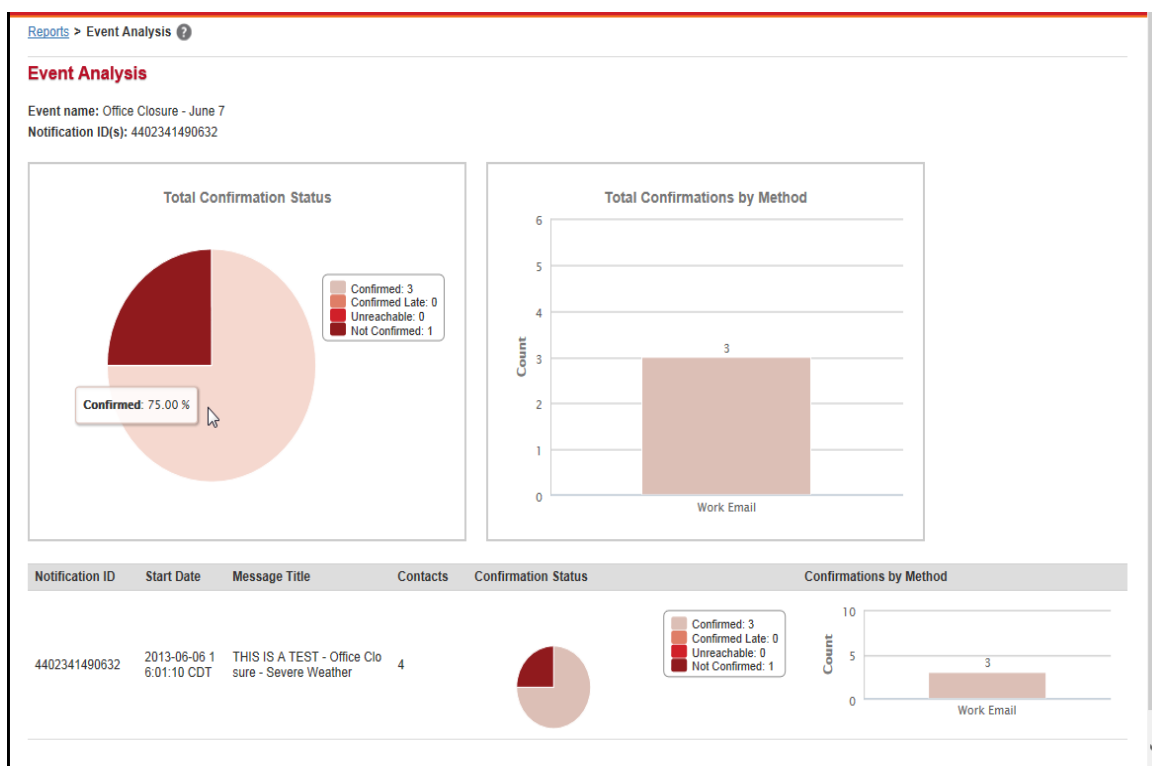 Reports > Event Analysis ?
Event Analysis
Event name: Office Closure - June 7
Notification ID(s): 4402341490632
Total Confirmation Status
Confirmed: 3
Confirmed Late: 0
Unreachable: 0
Not Confirmed: 1
Confirmed: 75.00 %
Total Confirmations by Method
6
5
4
3
2
1
0
Count
3
Work Email
Notification ID Start Date Message Title Contacts Confirmation Status Confirmations by Method
4402341490632
2013-06-06 1
6:01:10 CDT
THIS IS A TEST - Office Clo
sure - Severe Weather
4
Confirmed: 3
Confirmed Late: 0
Unreachable: 0
Not Confirmed: 1
10
5
0
Count
3
Work Email